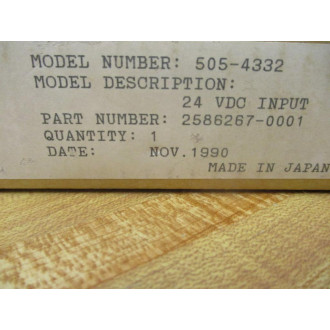 MODEL NUMBER: 505-4332
MODEL DESCRIPTION:
24 VDC INPUT
PART NUMBER: 2586267-0001
QUANTITY: 1
DATE: NOV.1990
MADE IN JAPAN